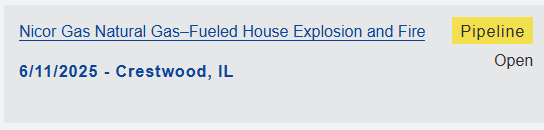 Nicor Gas Natural Gas–Fueled House Explosion and Fire
Pipeline
6/11/2025 - Crestwood, IL
Open